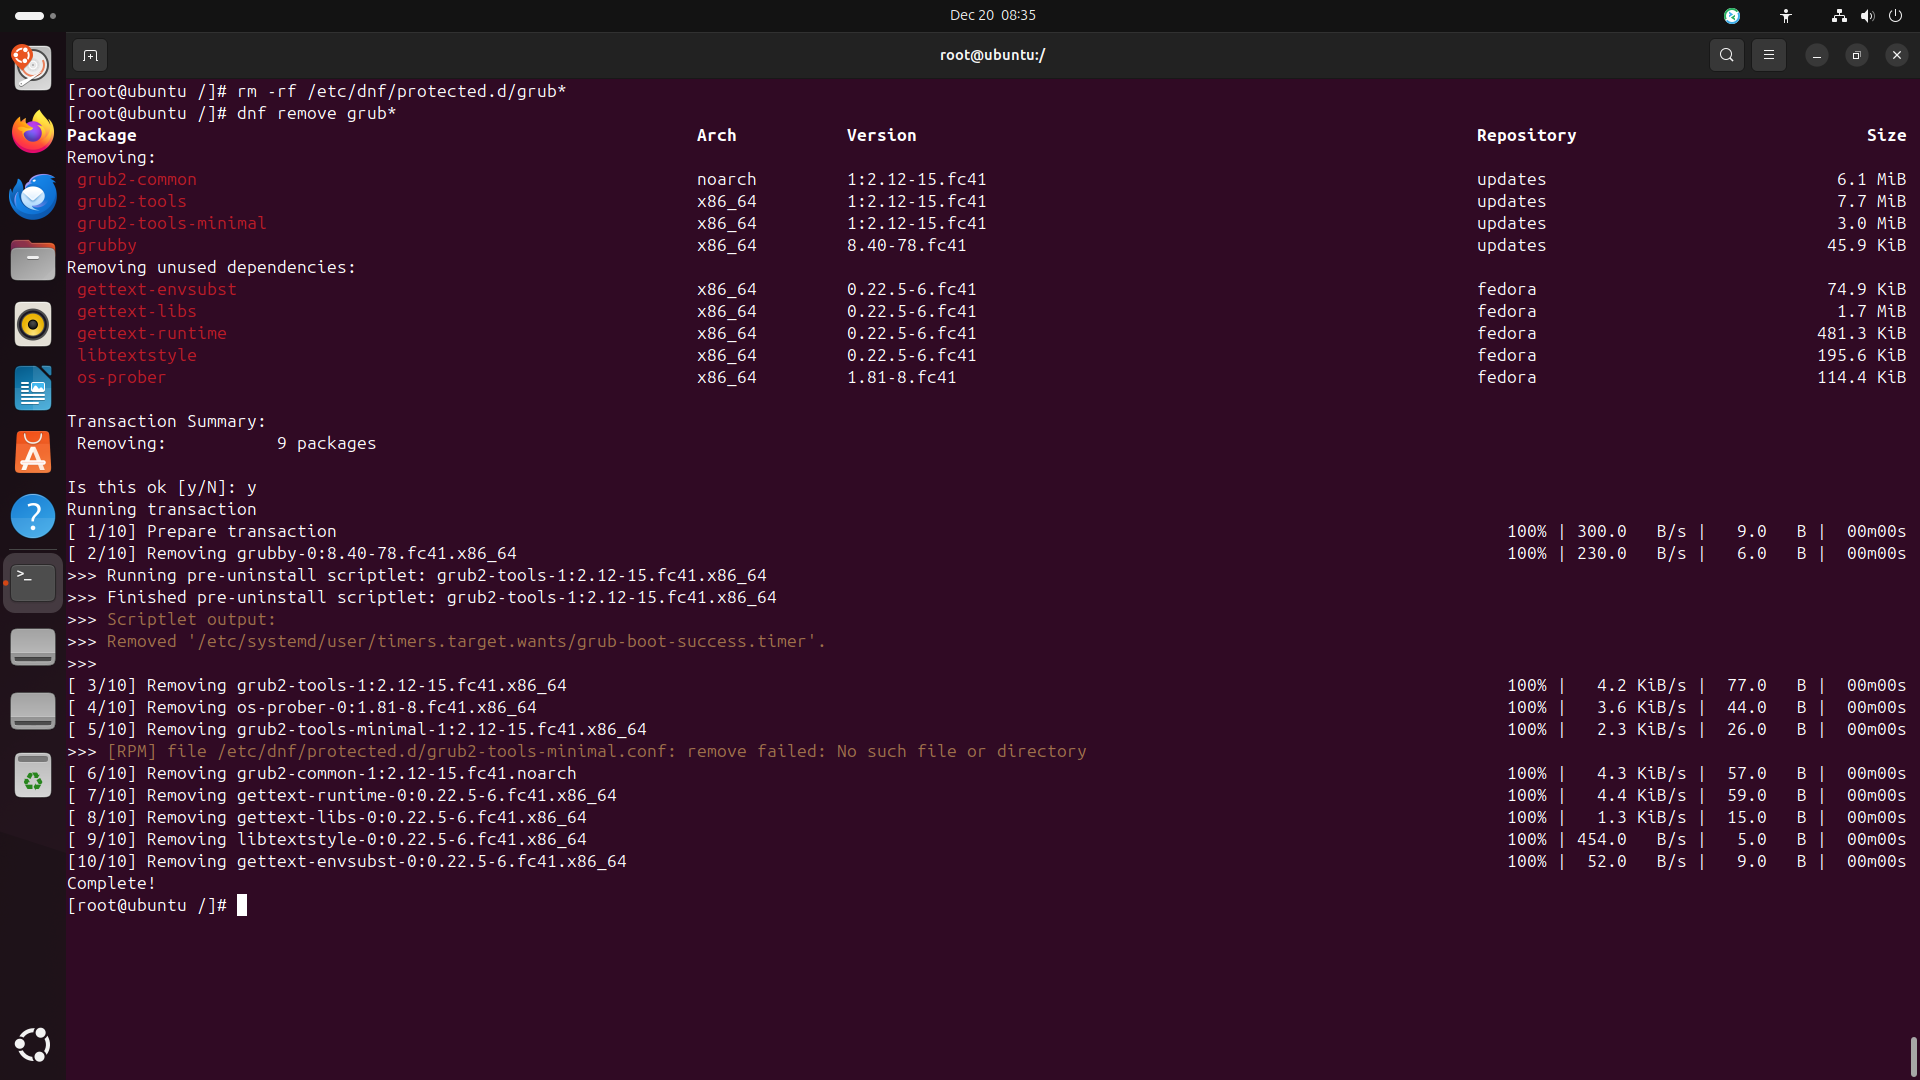 Dec 20 08:35
root@ubuntu:/
[root@ubuntu /]# rm -rf /etc/dnf/protected.d/grub*
[root@ubuntu /]# dnf remove grub*
Package Arch Version Repository Size
Removing:
grub2-common noarch 1:2.12-15.fc41 updates 6.1 MiB
grub2-tools x86_64 1:2.12-15.fc41 updates 7.7 MiB
grub2-tools-minimal x86_64 1:2.12-15.fc41 updates 3.0 MiB
grubby x86_64 8.40-78.fc41 updates 45.9 KiB
Removing unused dependencies:
gettext-envsubst x86_64 0.22.5-6.fc41 fedora 74.9 KiB
gettext-libs x86_64 0.22.5-6.fc41 fedora 1.7 MiB
gettext-runtime x86_64 0.22.5-6.fc41 fedora 481.3 KiB
libtextstyle x86_64 0.22.5-6.fc41 fedora 195.6 KiB
os-prober x86_64 1.81-8.fc41 fedora 114.4 KiB
Transaction Summary:
Removing: 9 packages
Is this ok [y/N]: y
Running transaction
[ 1/10] Prepare transaction 100% | 300.0 B/s | 9.0 B | 00m00s
[ 2/10] Removing grubby-0:8.40-78.fc41.x86_64 100% | 230.0 B/s | 6.0 B | 00m00s
>>> Running pre-uninstall scriptlet: grub2-tools-1:2.12-15.fc41.x86_64
>>> Finished pre-uninstall scriptlet: grub2-tools-1:2.12-15.fc41.x86_64
>>> Scriptlet output:
>>> Removed '/etc/systemd/user/timers.target.wants/grub-boot-success.timer'.
>>>
[ 3/10] Removing grub2-tools-1:2.12-15.fc41.x86_64 100% | 4.2 KiB/s | 77.0 B | 00m00s
[ 4/10] Removing os-prober-0:1.81-8.fc41.x86_64 100% | 3.6 KiB/s | 44.0 B | 00m00s
[ 5/10] Removing grub2-tools-minimal-1:2.12-15.fc41.x86_64 100% | 2.3 KiB/s | 26.0 B | 00m00s
>>> [RPM] file /etc/dnf/protected.d/grub2-tools-minimal.conf: remove failed: No such file or directory
[ 6/10] Removing grub2-common-1:2.12-15.fc41.noarch 100% | 4.3 KiB/s | 57.0 B | 00m00s
[ 7/10] Removing gettext-runtime-0:0.22.5-6.fc41.x86_64 100% | 4.4 KiB/s | 59.0 B | 00m00s
[ 8/10] Removing gettext-libs-0:0.22.5-6.fc41.x86_64 100% | 1.3 KiB/s | 15.0 B | 00m00s
[ 9/10] Removing libtextstyle-0:0.22.5-6.fc41.x86_64 100% | 454.0 B/s | 5.0 B | 00m00s
[10/10] Removing gettext-envsubst-0:0.22.5-6.fc41.x86_64 100% | 52.0 B/s | 9.0 B | 00m00s
Complete!
[root@ubuntu /]#